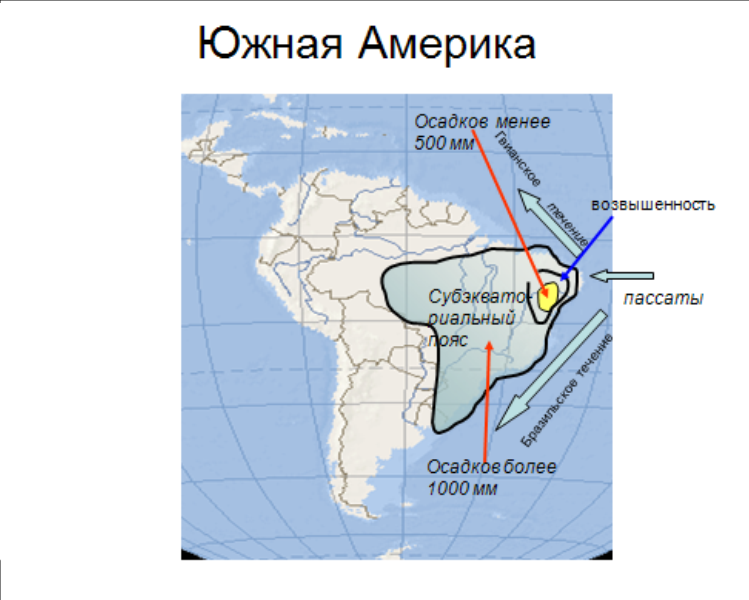 Южная Америка
Осадков менее
500 мм
Гвианское
течение
возвышенность
пассаты
Субэквато-
риальный
пояс
Бразильское течение
Осадков более
1000 мм